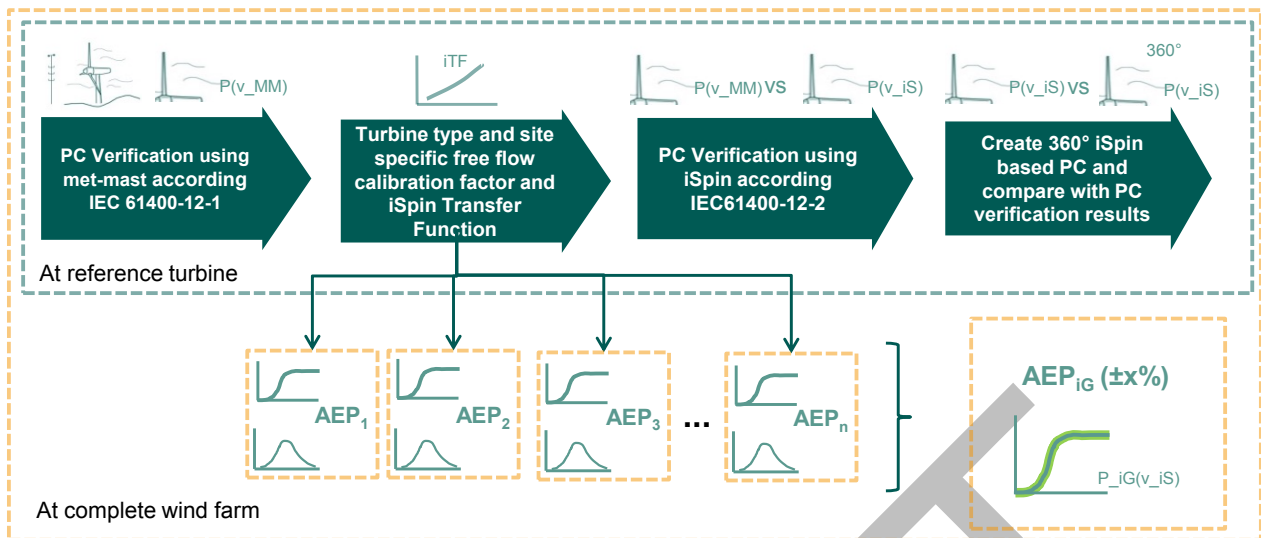 P(v_MM)
PC Verification using
met-mast according
IEC 61400-12-1
iTF
Turbine type and site
specific free flow
calibration factor and
iSpin Transfer
Function
P(v_MM) VS P(v_iS)
PC Verification using
iSpin according
IEC61400-12-2
360°
P(v_iS) VS P(v_iS)
Create 360° iSpin
based PC and
compare with PC
verification results
At reference turbine
AEP1
AEP2
AEP3
...
AEPn
AEPiG (±x%)
P_iG(v_iS)
At complete wind farm